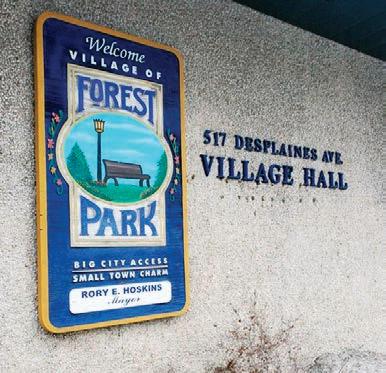 Welcome
VILLAGE OF
FOREST
PARK
BIG CITY ACCESS
SMALL TOWN CHARM
RORY E. HOSKINS
Mayor
517 DESPLAINES AVE.
VILLAGE HALL